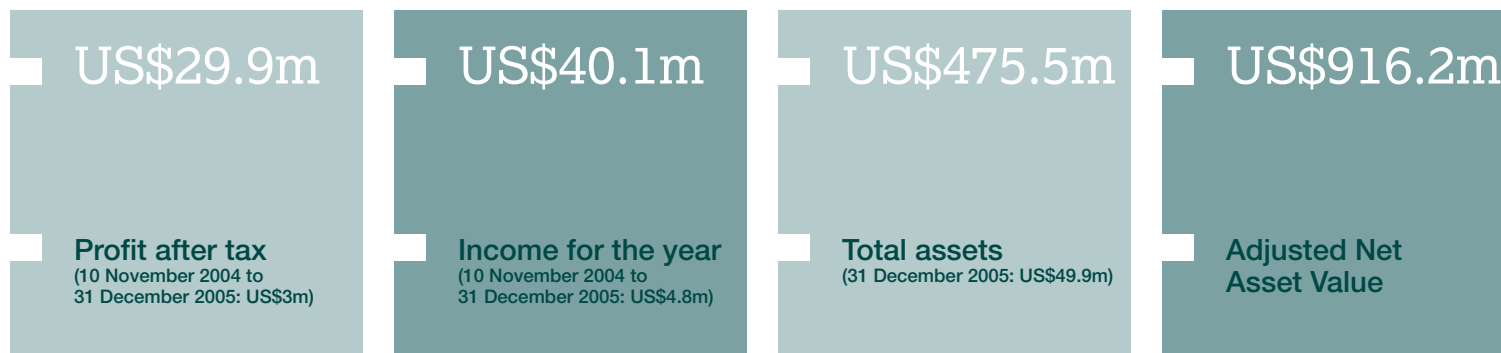 US$29.9m
Profit after tax
(10 November 2004 to
31 December 2005: US$3m)
US$40.1m
Income for the year
(10 November 2004 to
31 December 2005: US$4.8m)
US$475.5m
Total assets
(31 December 2005: US$49.9m)
US$916.2m
Adjusted Net
Asset Value